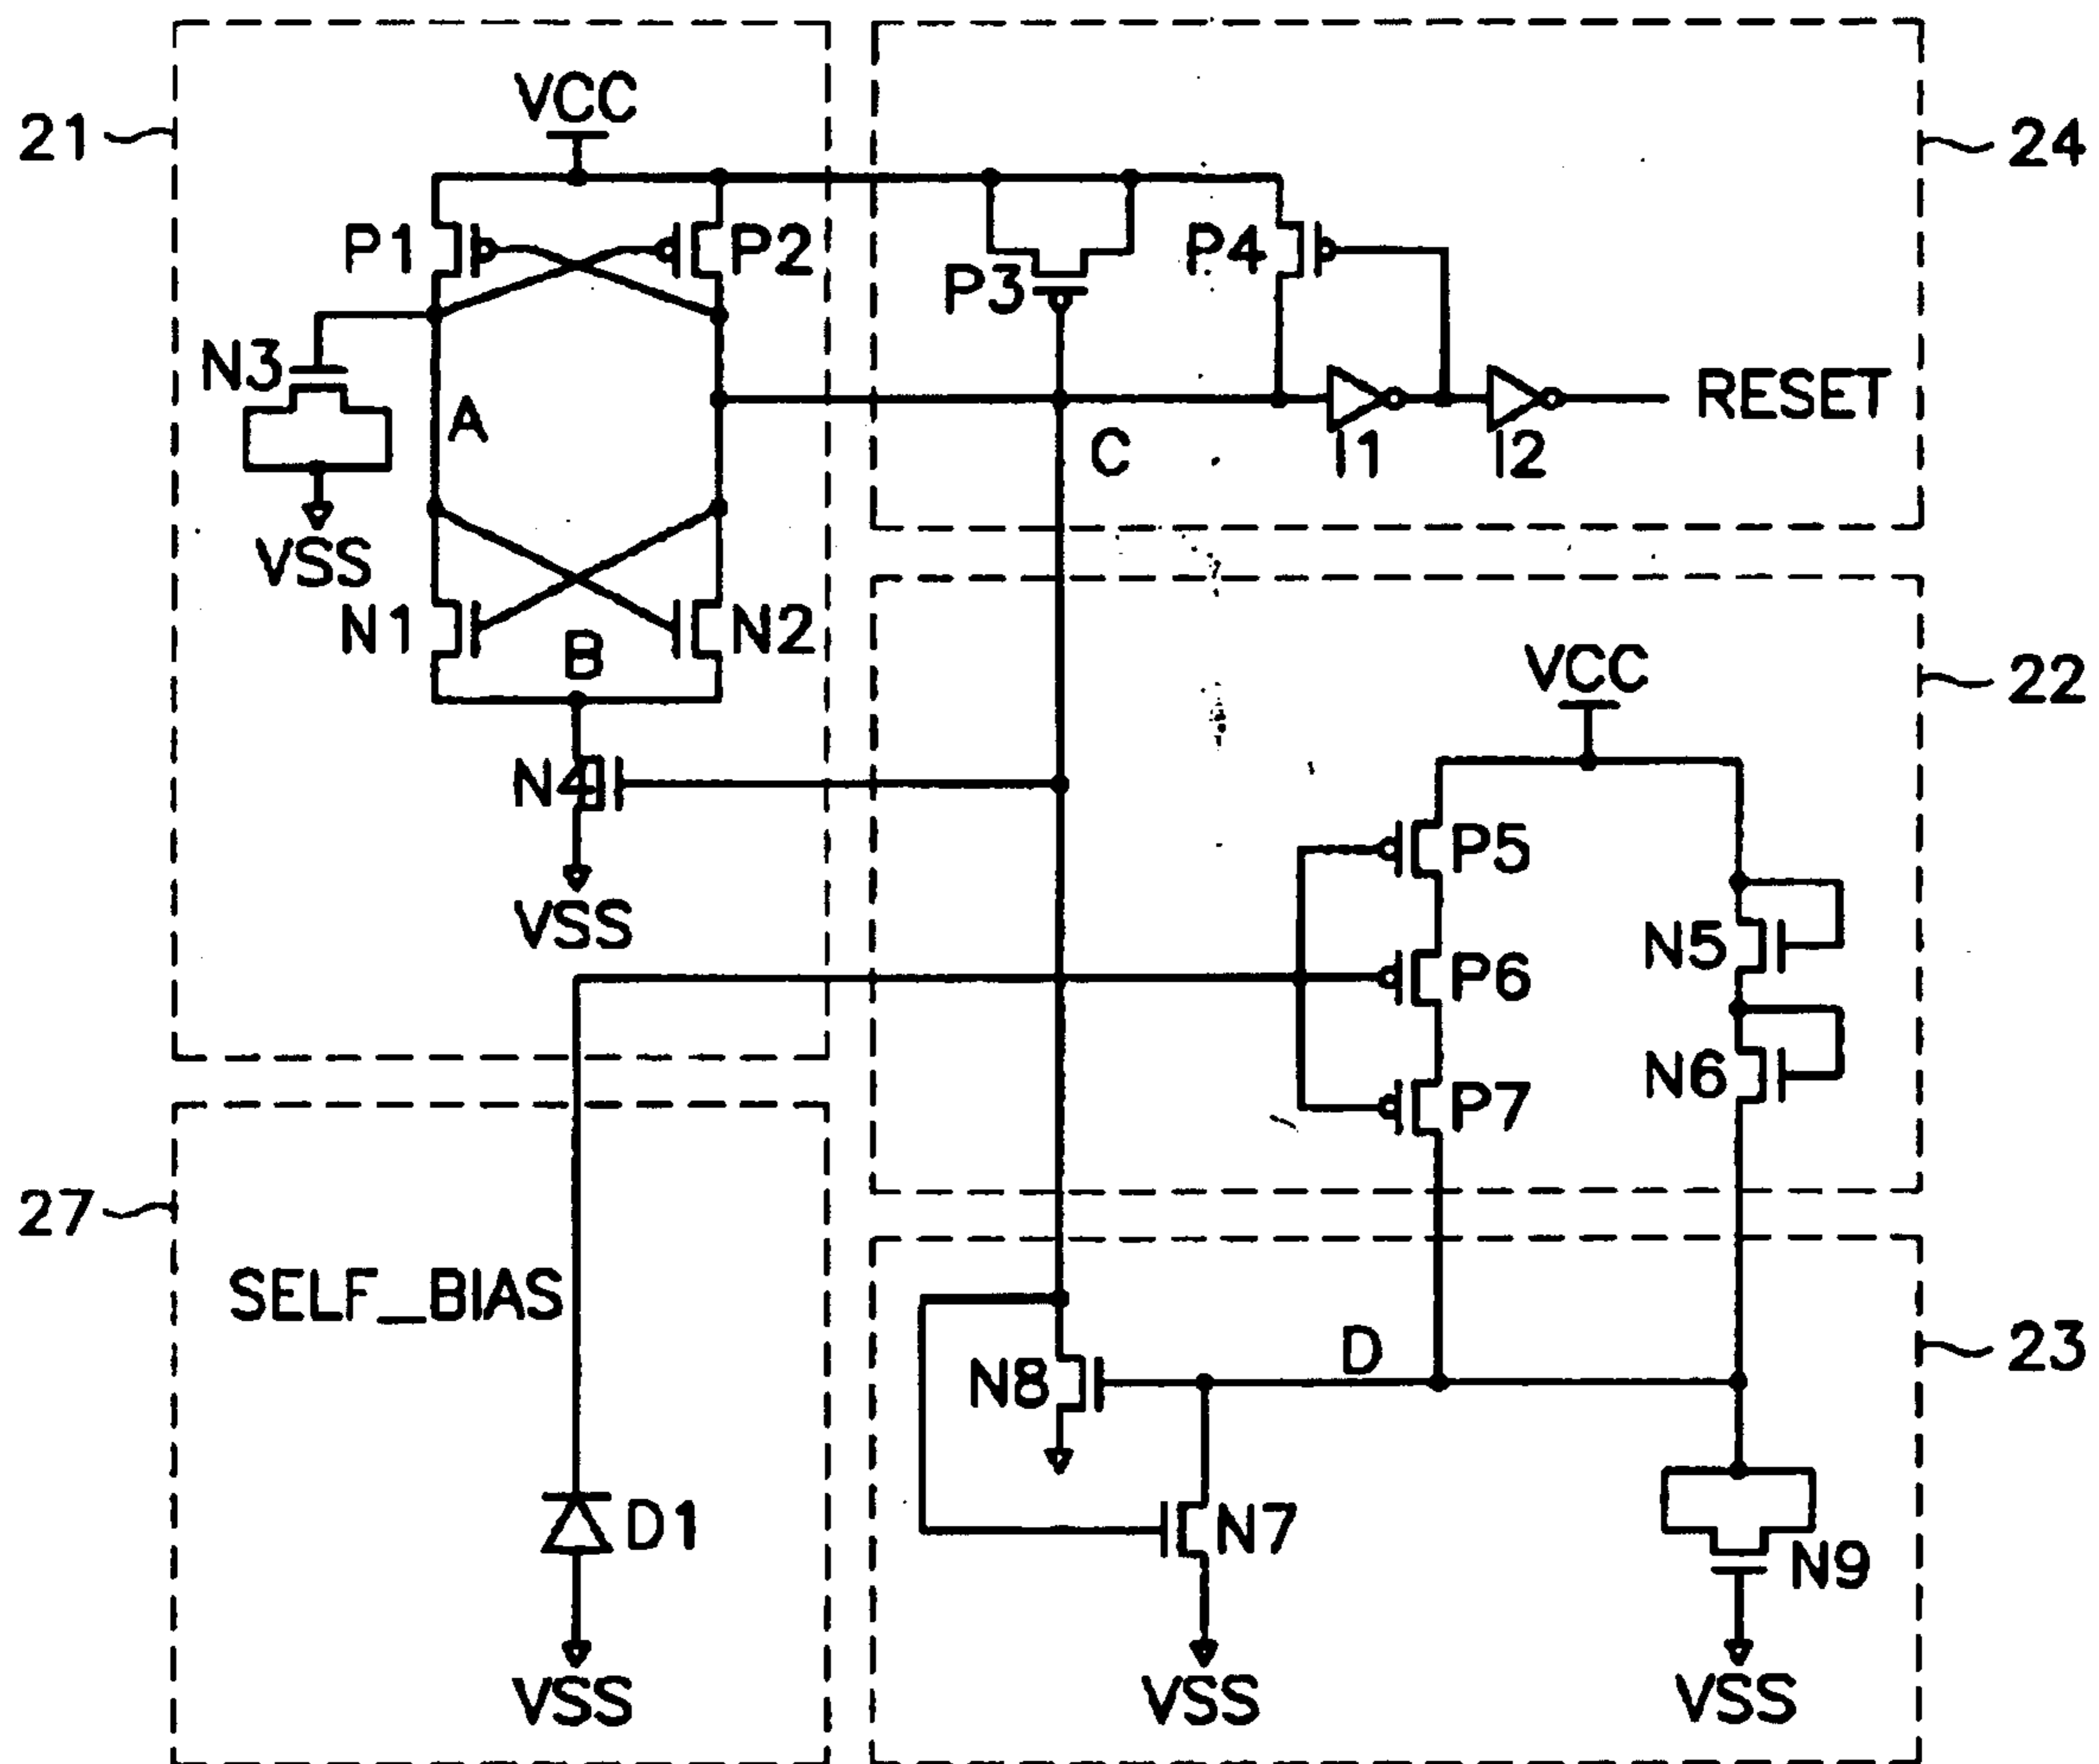 VCC
21
24
P1
P2
P3
P4
N3
A
RESET
C
I1
I2
VSS
N1
B
N2
VCC
22
N4
VSS
P5
N5
P6
N6
P7
27
SELF_BIAS
D
23
N8
D1
N7
N9
VSS
VSS
VSS